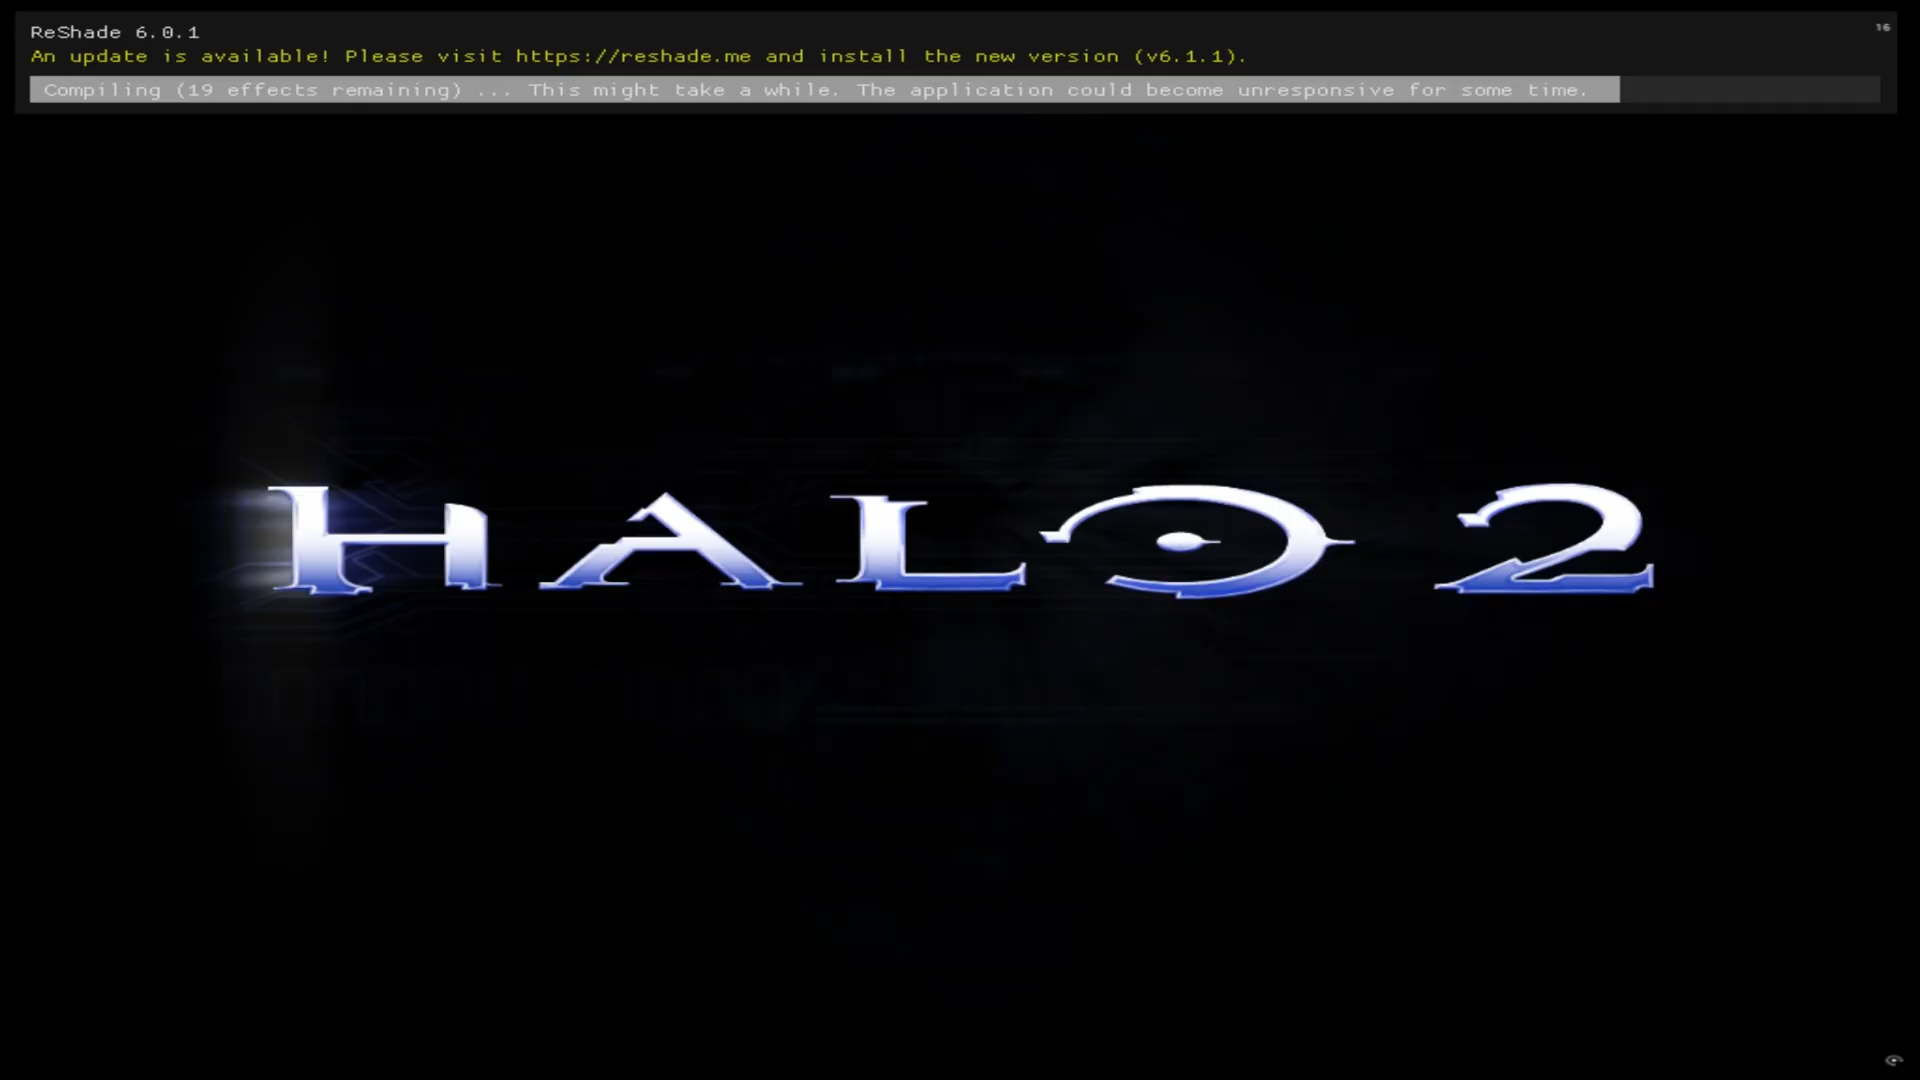 ReShade 6.0.1
16
An update is available! Please visit https://reshade.me and install the new version (v6.1.1).
Compiling (19 effects remaining) ... This might take a while. The application could become unresponsive for some time.
HALO 2